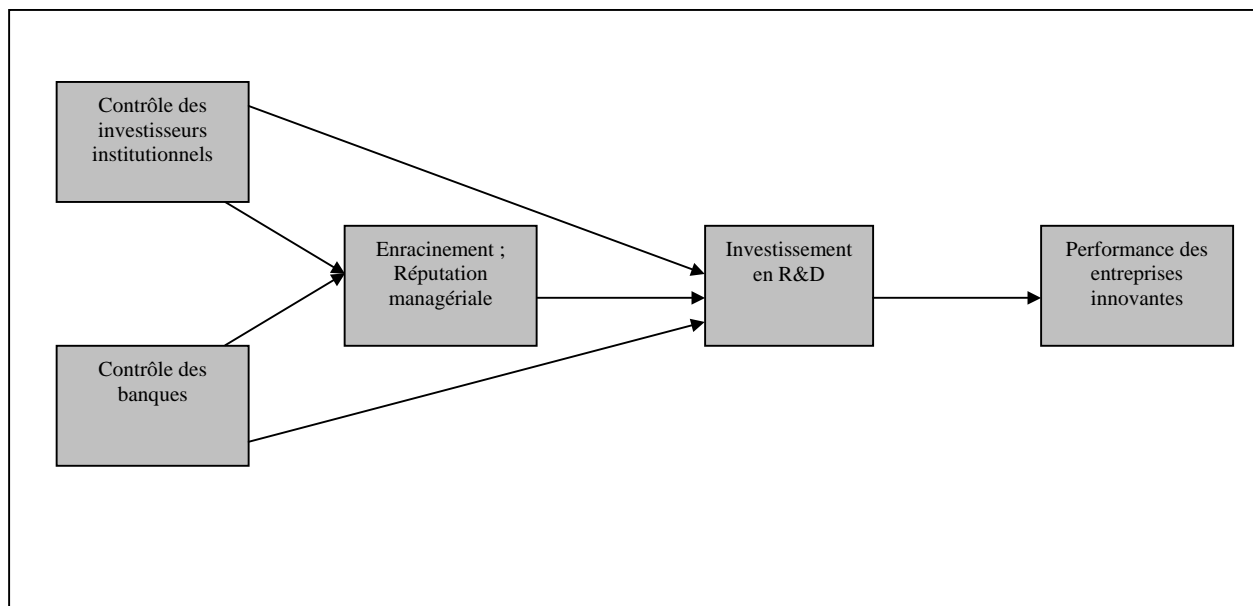 Contrôle des
investisseurs
institutionnels
Enracinement ;
Réputation
managériale
Investissement
en R&D
Performance des
entreprises
innovantes
Contrôle des
banques